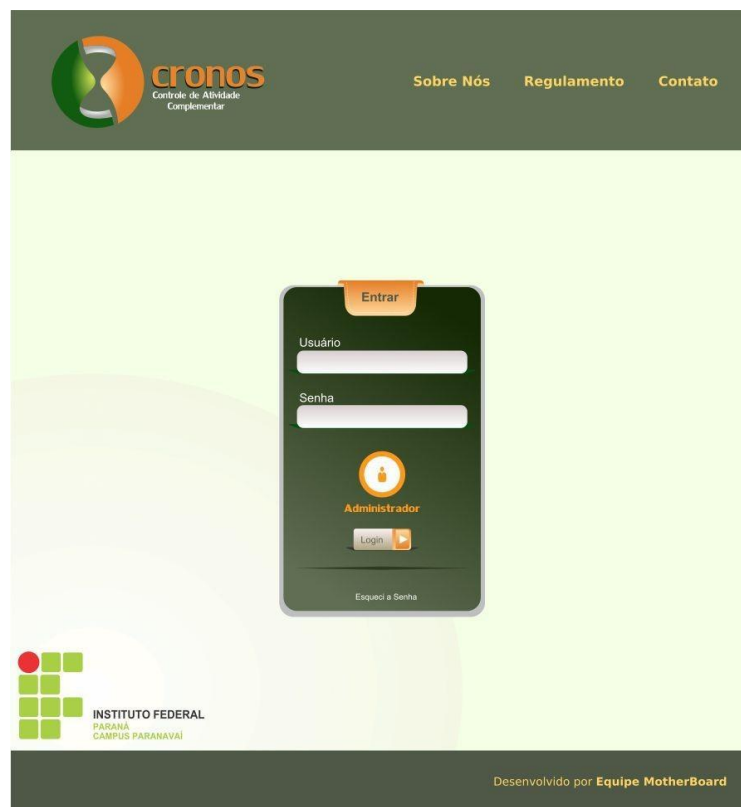 cronos
Controle de Atividade
Complementar
Sobre Nós Regulamento Contato
Entrar
Usuário
Senha
Administrador
Login
Esqueci a Senha
INSTITUTO FEDERAL
PARANÁ
CAMPUS PARANAVAÍ
Desenvolvido por Equipe MotherBoard